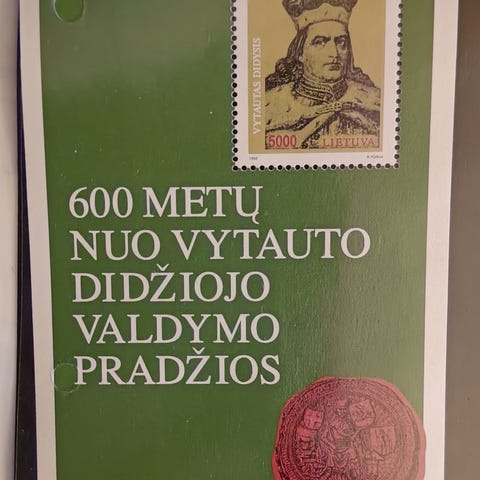 VYTAUTAS DIDYSIS
5000 LIETUVA
600 METŲ
NUO VYTAUTO
DIDŽIOJO
VALDYMO
PRADŽIOS